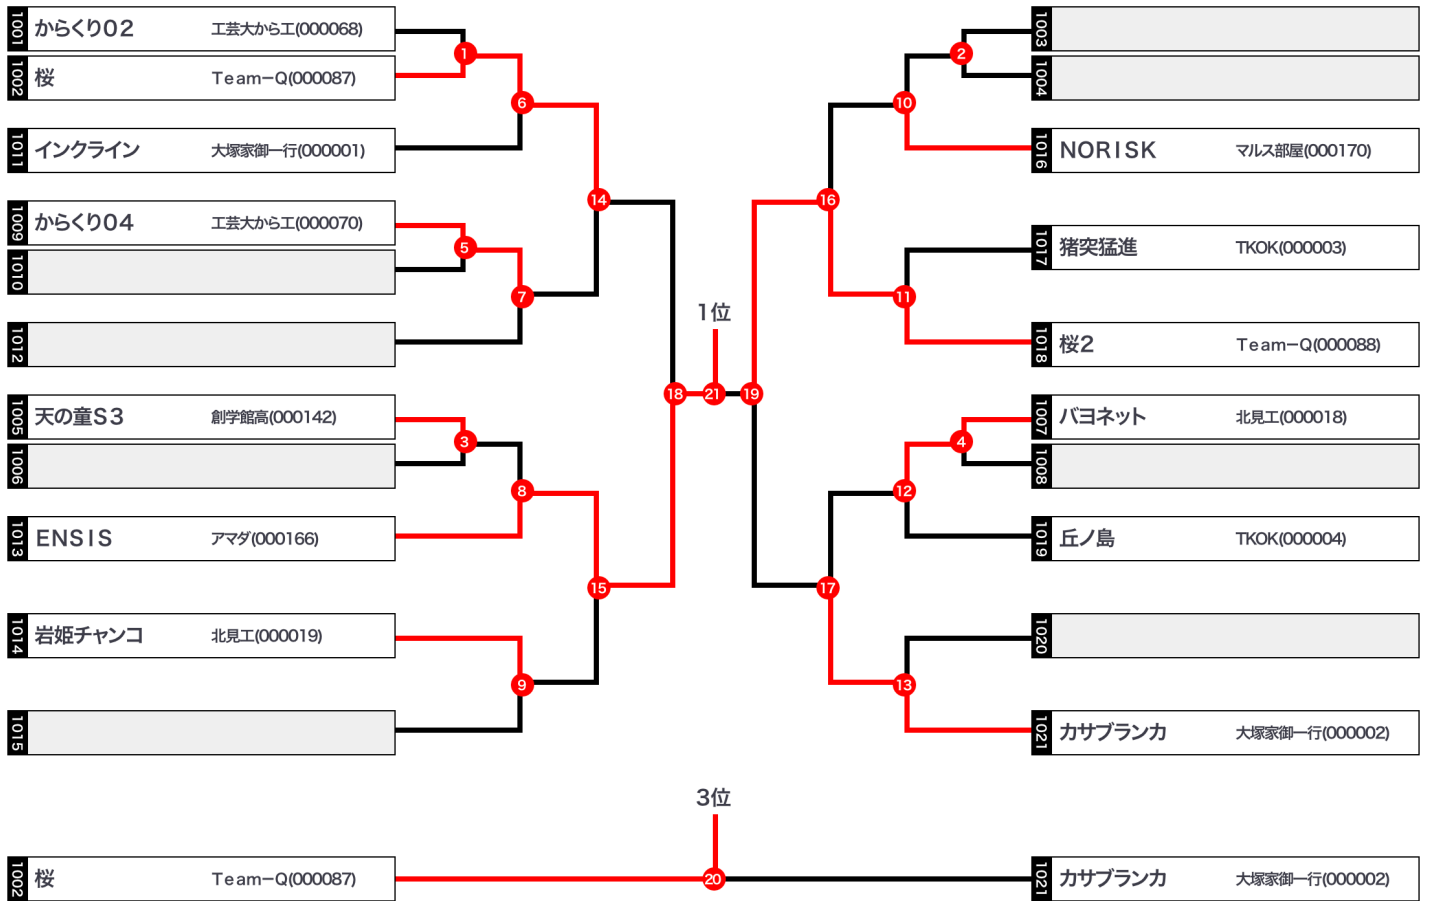 1001 からくり02 工芸大から工(000068)
1002 桜 Team-Q(000087)
1
6
1011 インクライン 大塚家御一行(000001)
14
1009 からくり04 工芸大から工(000070)
5
1010
7
1012
1005 天の童S3 創学館高(000142)
3
1006
8
1013 ENSIS アマダ(000166)
15
1014 岩姫チャンコ 北見工(000019)
9
1015
1位
18 21 19
1003
2
1004
10
1016 NORISK マルス部屋(000170)
16
1017 猪突猛進 TKOK(000003)
11
1018 桜2 Team-Q(000088)
1007 バヨネット 北見工(000018)
4
1008
12
1019 丘ノ島 TKOK(000004)
17
1020
13
1021 カサブランカ 大塚家御一行(000002)
3位
1002 桜 Team-Q(000087)
20
1021 カサブランカ 大塚家御一行(000002)